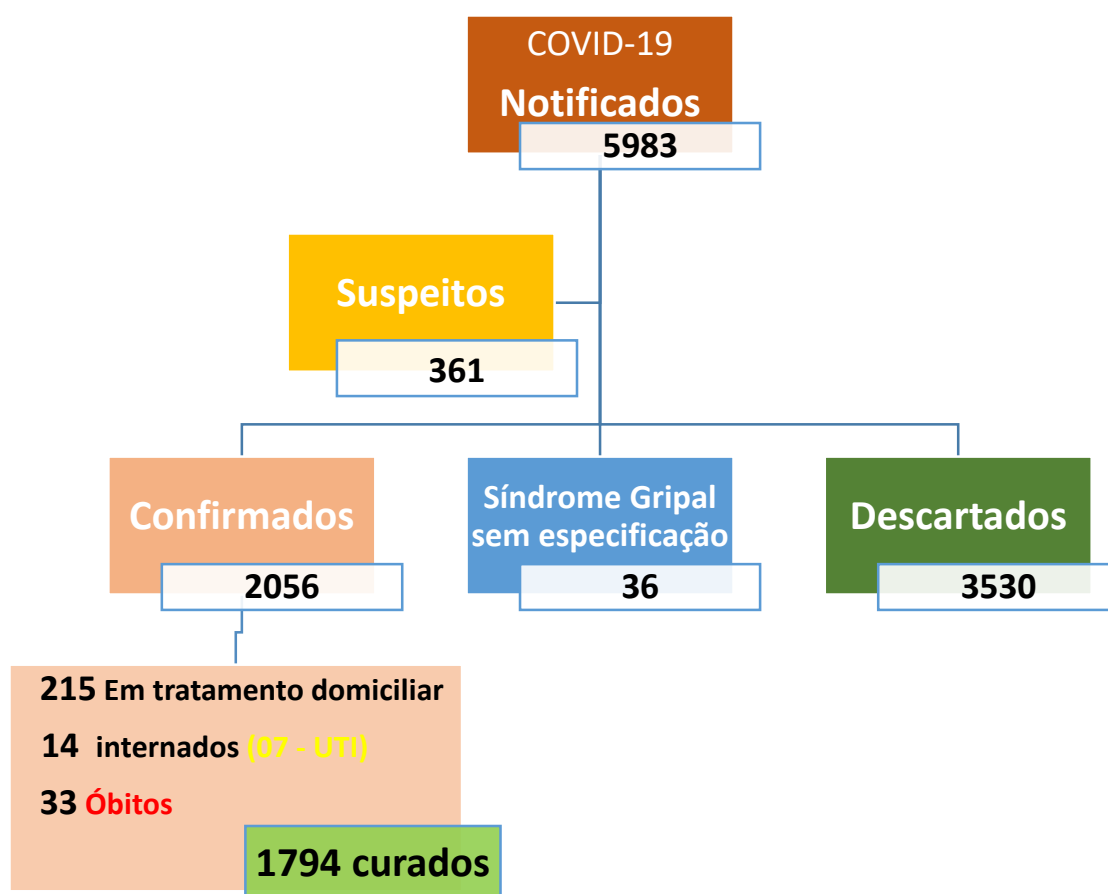 COVID-19
Notificados
5983
Suspeitos
361
Confirmados
2056
Síndrome Gripal
sem especificação
36
Descartados
3530
215 Em tratamento domiciliar
14 internados (07 - UTI)
33 Óbitos
1794 curados